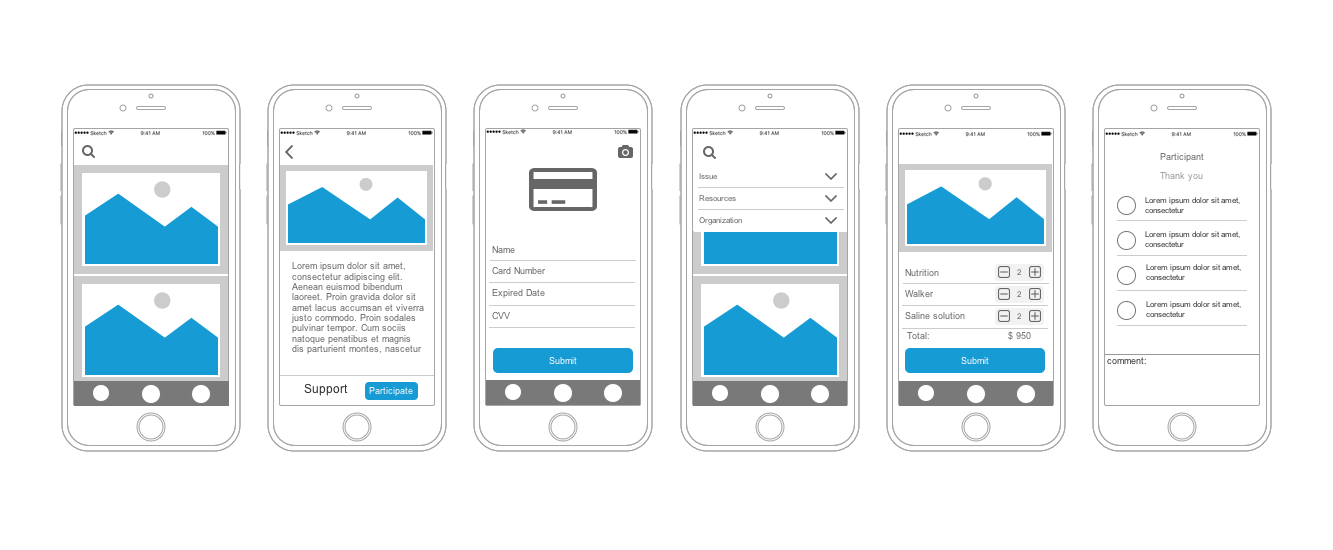 Sketch 9:41 AM 100%
Sketch 9:41 AM 100%
Lorem ipsum dolor sit amet,
consectetur adipiscing elit.
Aenean euismod bibendum
laoreet. Proin gravida dolor sit
amet lacus accumsan et viverra
justo commodo. Proin sodales
pulvinar tempor. Cum sociis
natoque penatibus et magnis
dis parturient montes, nascetur
Support Participate
Sketch 9:41 AM 100%
Name
Card Number
Expired Date
CVV
Submit
Sketch 9:41 AM 100%
Issue
Resources
Organization
Sketch 9:41 AM 100%
Nutrition 2
Walker 2
Saline solution 2
Total: $ 950
Submit
Sketch 9:41 AM 100%
Participant
Thank you
Lorem ipsum dolor sit amet,
consectetur
Lorem ipsum dolor sit amet,
consectetur
Lorem ipsum dolor sit amet,
consectetur
Lorem ipsum dolor sit amet,
consectetur
comment: